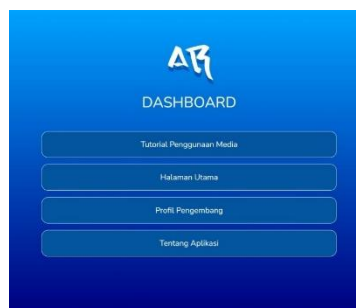 AR
DASHBOARD
Tutorial Penggunaan Media
Halaman Utama
Profil Pengembang
Tentang Aplikasi